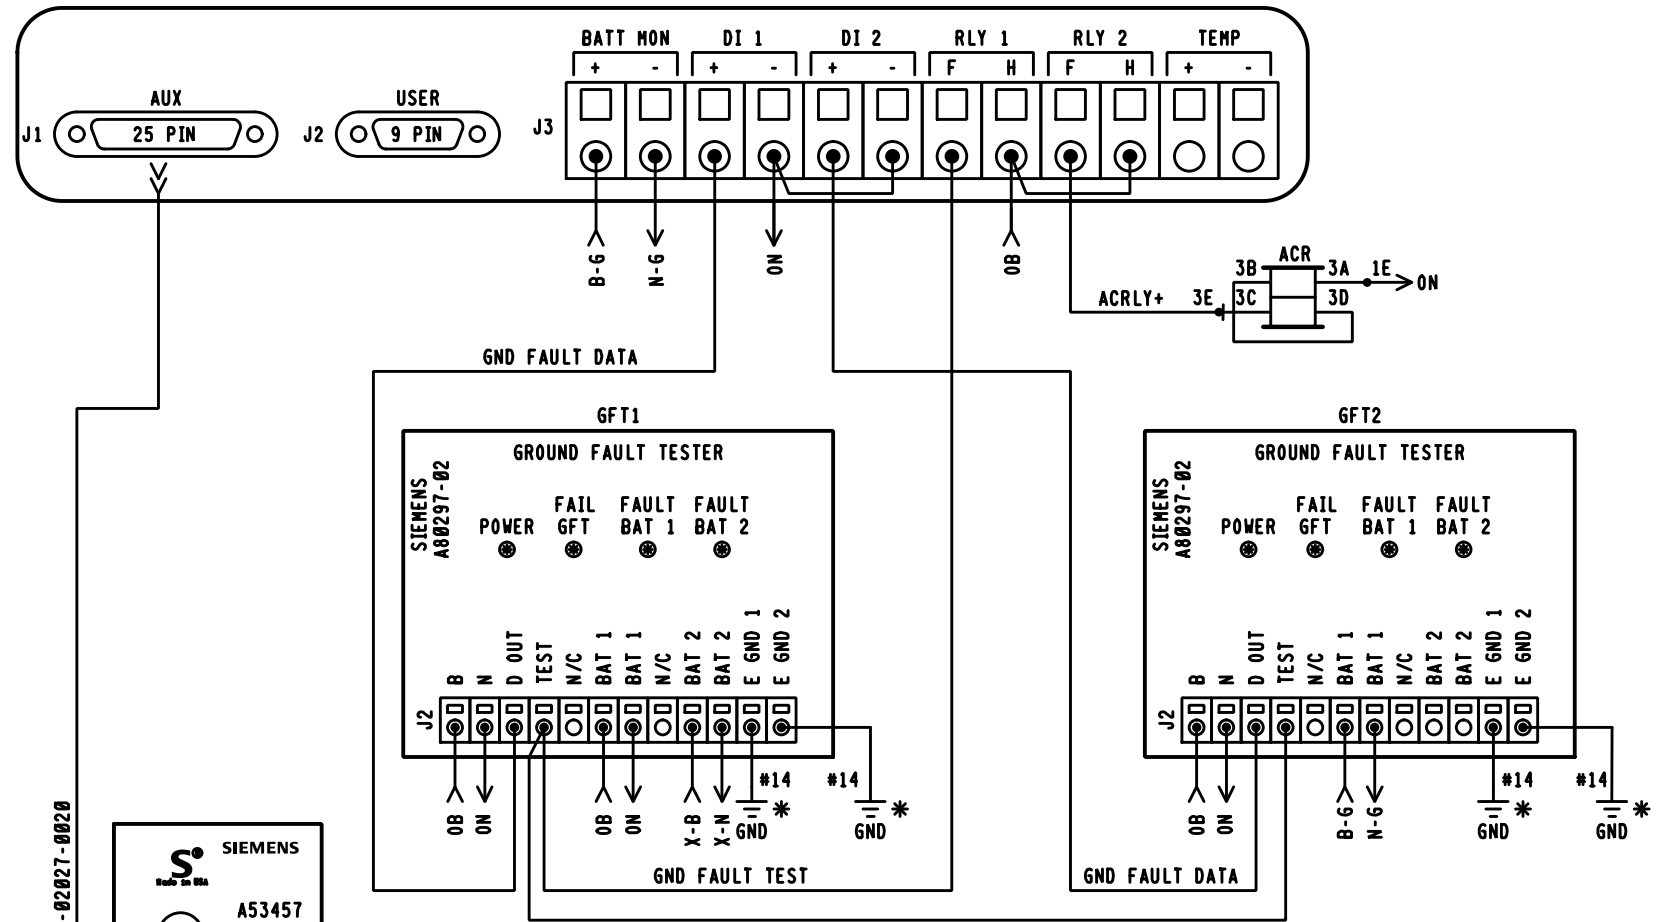 BATT MON DI 1 DI 2 RLY 1 RLY 2 TEMP
+ - + - + - F H F H + -
AUX
USER
J1 25 PIN
J2 9 PIN
J3
B-G
N-G
ON
OB
ACR
3B 3A 1E ON
ACRLY+ 3E 3C 3D
GND FAULT DATA
GFT1
GROUND FAULT TESTER
SIEMENS
A80297-02
POWER
FAIL GFT
FAULT BAT 1
FAULT BAT 2
B
N
D OUT
TEST
N/C
BAT 1
BAT 1
N/C
BAT 2
BAT 2
E GND 1
E GND 2
J2
OB
ON
OB
ON
X-B
X-N
#14
GND *
#14
GND *
GND FAULT TEST
GFT2
GROUND FAULT TESTER
SIEMENS
A80297-02
POWER
FAIL GFT
FAULT BAT 1
FAULT BAT 2
B
N
D OUT
TEST
N/C
BAT 1
BAT 1
N/C
BAT 2
BAT 2
E GND 1
E GND 2
J2
OB
ON
B-G
N-G
#14
GND *
#14
GND *
GND FAULT DATA
-02027-0020
S
SIEMENS
Made in USA
A53457